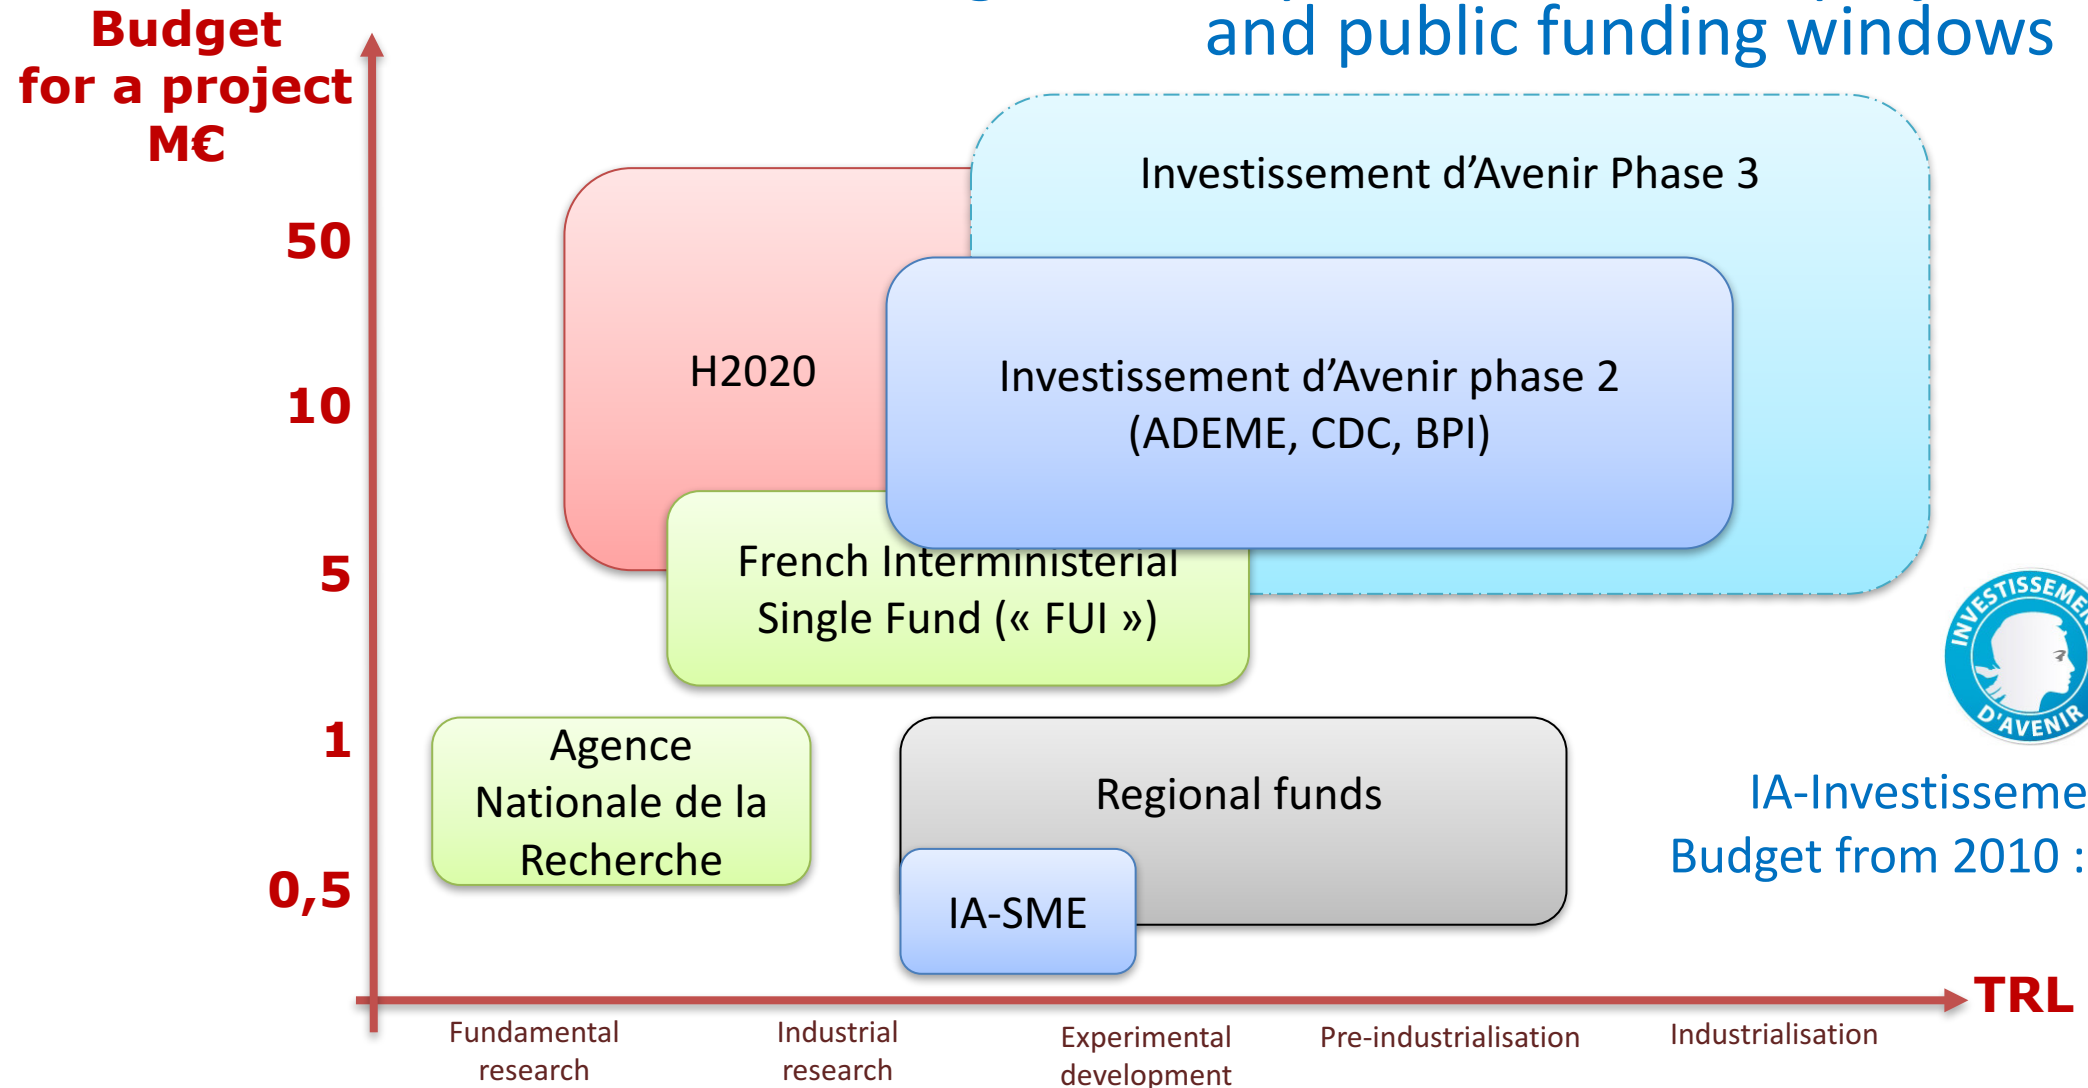 and public funding windows
Budget
for a project
M€
50
10
5
1
0,5
Investissement d’Avenir Phase 3
H2020
Investissement d’Avenir phase 2
(ADEME, CDC, BPI)
French Interministerial
Single Fund (« FUI »)
Agence
Nationale de la
Recherche
Regional funds
IA-SME
INVESTISSEMEN
D'AVENIR
IA-Investisseme
Budget from 2010 :
TRL
Fundamental
research
Industrial
research
Experimental
development
Pre-industrialisation
Industrialisation